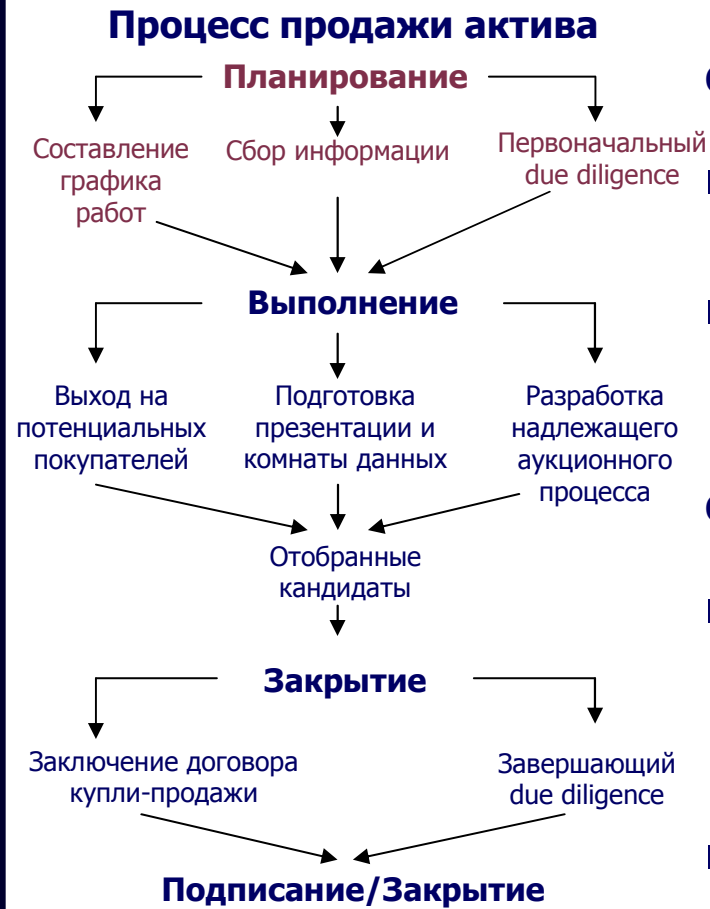 Процесс продажи актива
Планирование
Составление
графика
работ
Сбор информации
Первоначальный
due diligence
Выполнение
Выход на
потенциальных
покупателей
Подготовка
презентации и
комнаты данных
Разработка
надлежащего
аукционного
процесса
Отобранные
кандидаты
Закрытие
Заключение договора
купли-продажи
Завершающий
due diligence
Подписание/Закрытие